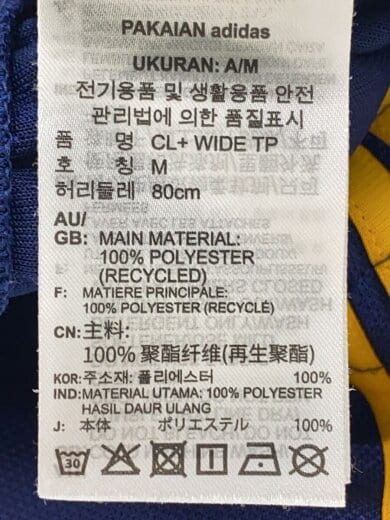 PAKAIAN adidas
UKURAN: A/M
전기용품 및 생활용품 안전
관리법에 의한 품질표시
품 명 CL+ WIDE TP
호 칭 M
허리둘레 80cm
AU/
GB: MAIN MATERIAL:
100% POLYESTER
(RECYCLED)
F: MATIERE PRINCIPALE:
100% POLYESTER (RECYCLÉ)
CN: 主料:
100% 聚酯纤维(再生聚酯)
KOR: 주소재: 폴리에스터 100%
IND: MATERIAL UTAMA: 100% POLYESTER
HASIL DAUR ULANG
J: 本体 ポリエステル 100%
30